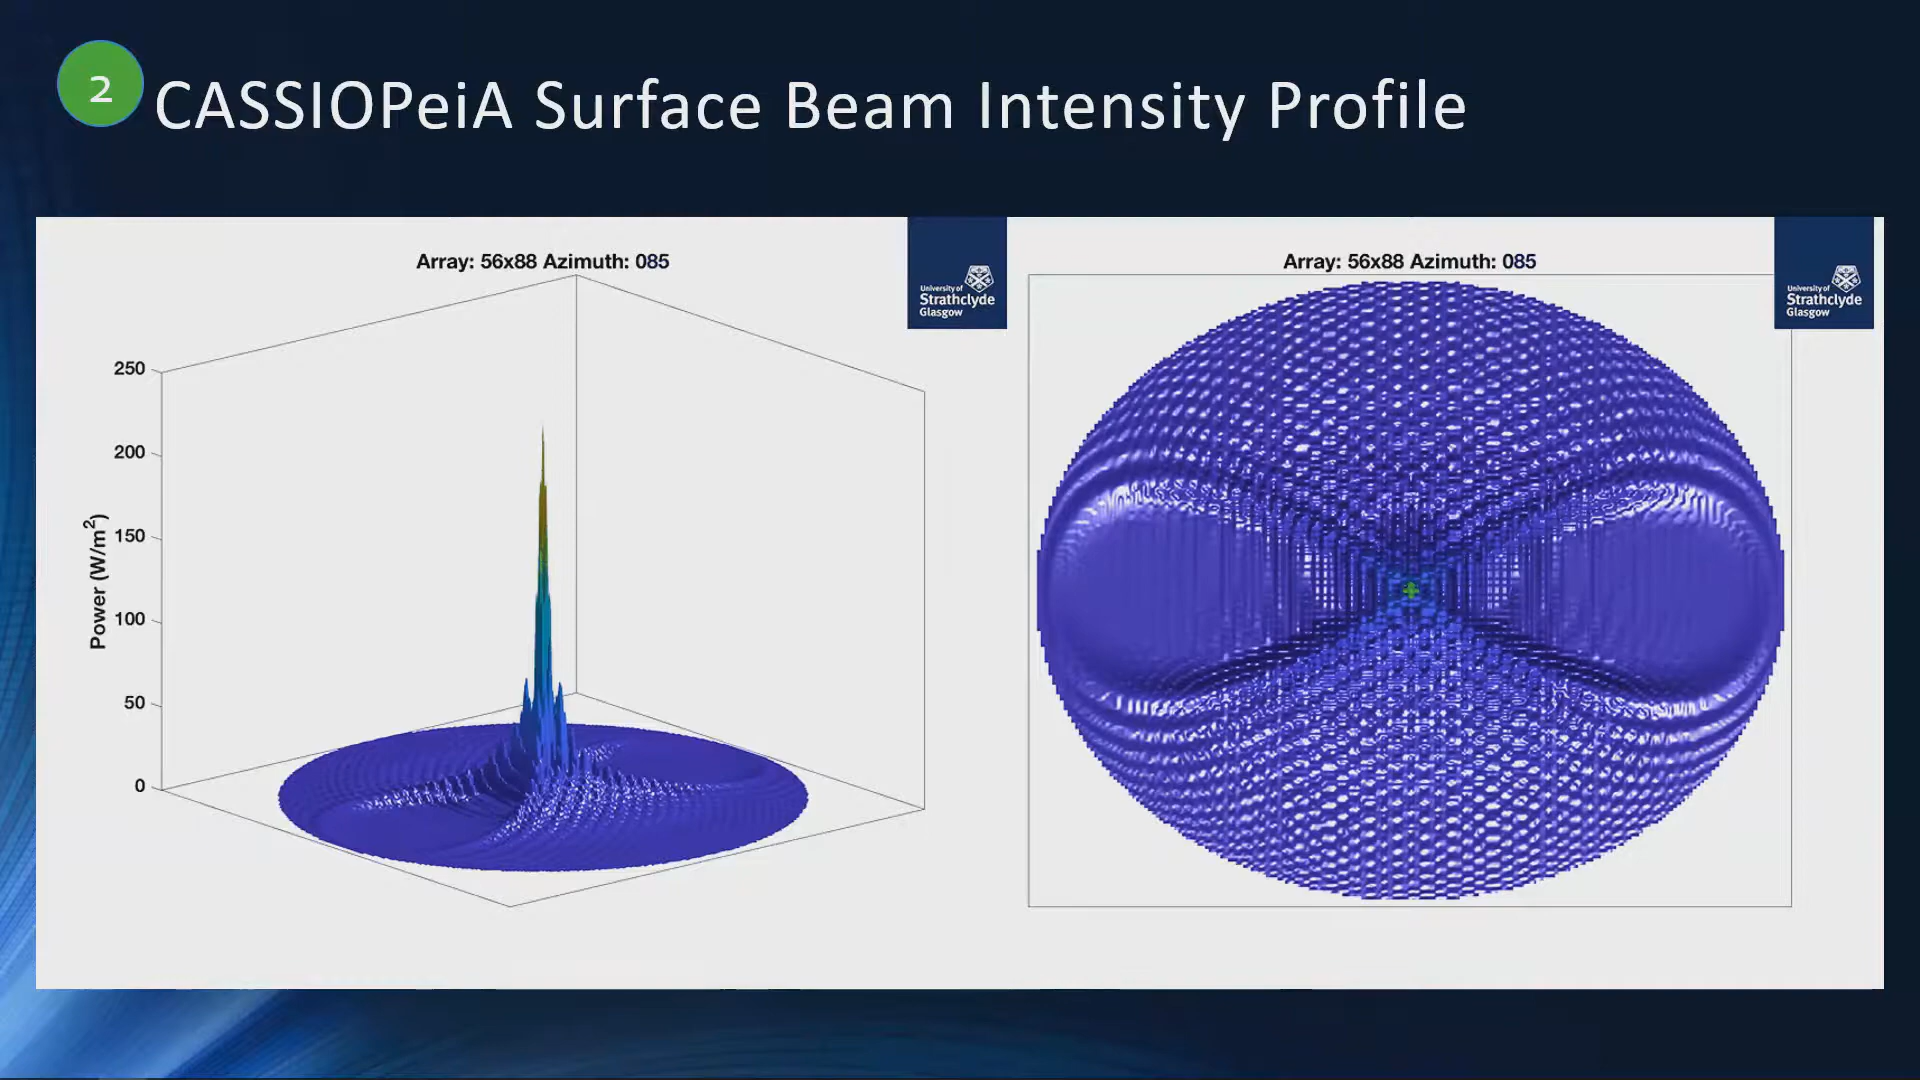 2
CASSIOPeiA Surface Beam Intensity Profile
Array: 56x88 Azimuth: 085
University of
Strathclyde
Glasgow
250
200
150
100
50
0
Power (W/m²)
Array: 56x88 Azimuth: 085
University of
Strathclyde
Glasgow